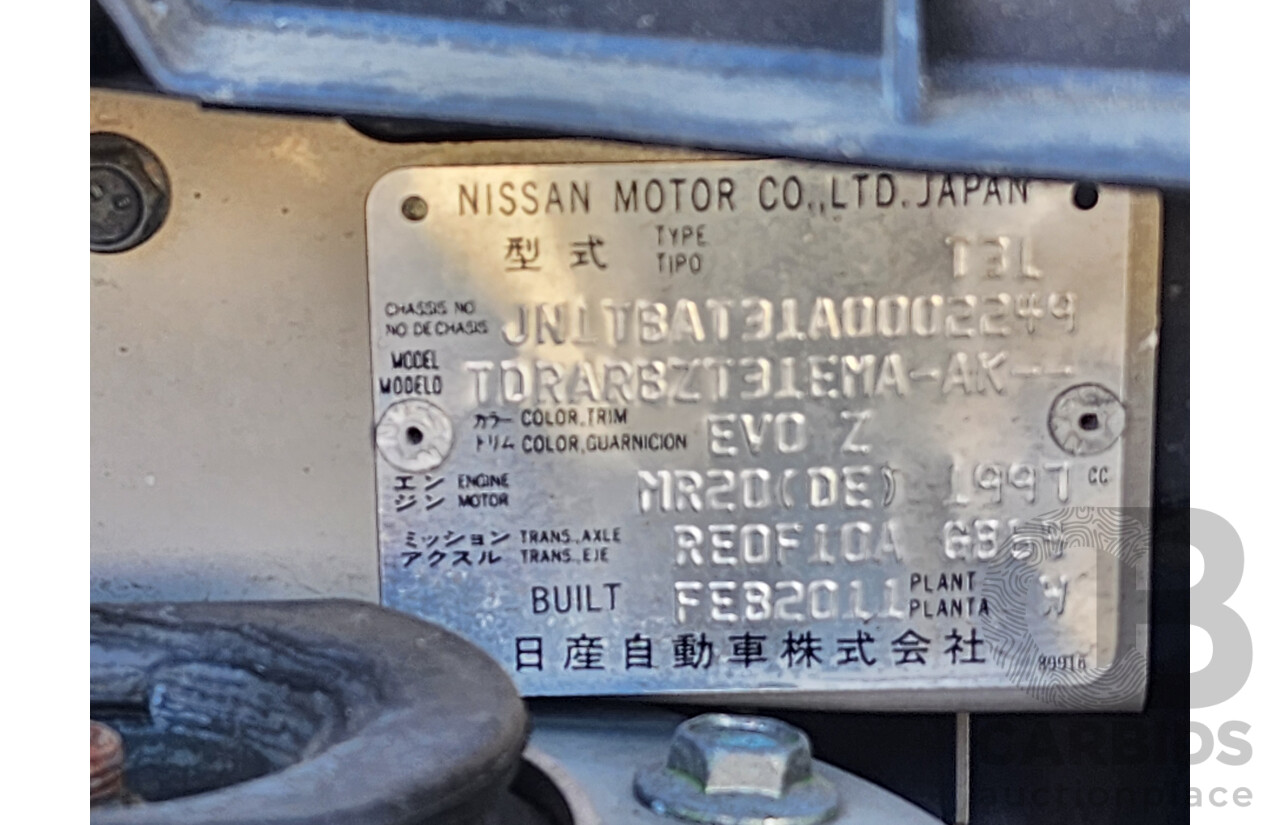 NISSAN MOTOR CO.,LTD.JAPAN
型式 TYPE TIPO T31
CHASSIS NO NO DE CHASIS JN1TBAT31A0002249
MODEL MODELO TDRARBZT31EMA-AK--
カラー COLOR,TRIM
トリム COLOR,GUARNICION EVO Z
エンジン ENGINE MOTOR MR20(DE) 1997 cc
ミッション TRANS.,AXLE
アクスル TRANS.,EJE RE0F10A
BUILT FEB2011 PLANT PLANTA W
日産自動車株式会社 89916
CARBIDS
auctionplace